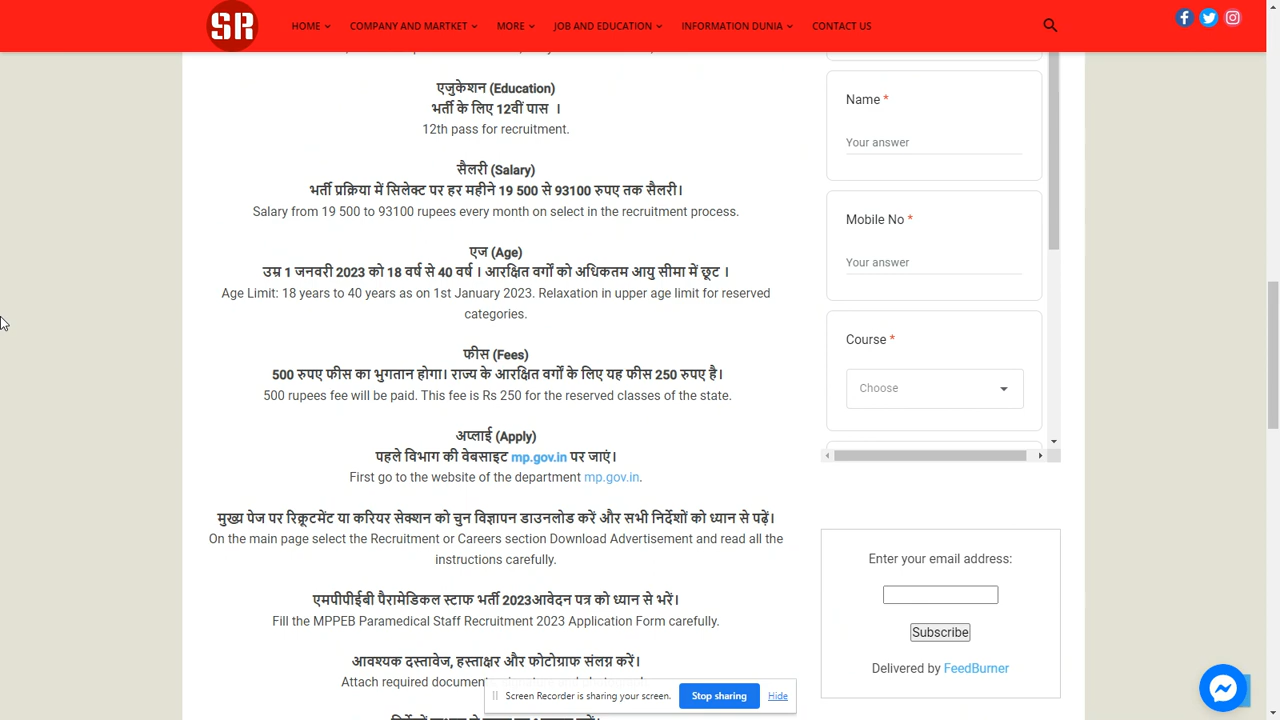 SR
HOME
COMPANY AND MARTKET
MORE
JOB AND EDUCATION
INFORMATION DUNIA
CONTACT US
एजुकेशन (Education)
भर्ती के लिए 12वीं पास ।
12th pass for recruitment.
सैलरी (Salary)
भर्ती प्रक्रिया में सिलेक्ट पर हर महीने 19 500 से 93100 रुपए तक सैलरी।
Salary from 19 500 to 93100 rupees every month on select in the recruitment process.
एज (Age)
उम्र 1 जनवरी 2023 को 18 वर्ष से 40 वर्ष । आरक्षित वर्गों को अधिकतम आयु सीमा में छूट ।
Age Limit: 18 years to 40 years as on 1st January 2023. Relaxation in upper age limit for reserved
categories.
फीस (Fees)
500 रुपए फीस का भुगतान होगा। राज्य के आरक्षित वर्गों के लिए यह फीस 250 रुपए है।
500 rupees fee will be paid. This fee is Rs 250 for the reserved classes of the state.
अप्लाई (Apply)
पहले विभाग की वेबसाइट mp.gov.in पर जाएं।
First go to the website of the department mp.gov.in.
मुख्य पेज पर रिक्रूटमेंट या करियर सेक्शन को चुन विज्ञापन डाउनलोड करें और सभी निर्देशों को ध्यान से पढ़ें।
On the main page select the Recruitment or Careers section Download Advertisement and read all the
instructions carefully.
एमपीपीईबी पैरामेडिकल स्टाफ भर्ती 2023आवेदन पत्र को ध्यान से भरें।
Fill the MPPEB Paramedical Staff Recruitment 2023 Application Form carefully.
आवश्यक दस्तावेज, हस्ताक्षर और फोटोग्राफ संलग्न करें।
Attach required document
Name *
Your answer
Mobile No *
Your answer
Course *
Choose
Enter your email address:
Subscribe
Delivered by FeedBurner
Screen Recorder is sharing your screen.
Stop sharing
Hide